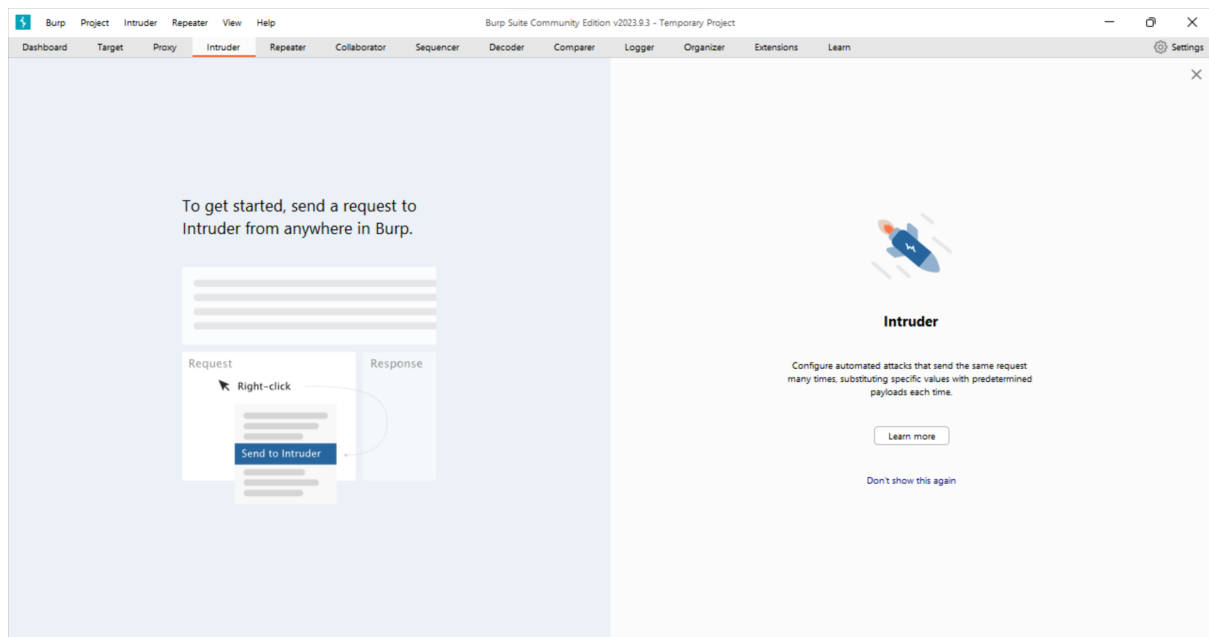 Burp Project Intruder Repeater View Help Burp Suite Community Edition v2023.9.3 - Temporary Project
Dashboard Target Proxy Intruder Repeater Collaborator Sequencer Decoder Comparer Logger Organizer Extensions Learn Settings
To get started, send a request to
Intruder from anywhere in Burp.
Request
Response
Right-click
Send to Intruder
Intruder
Configure automated attacks that send the same request
many times, substituting specific values with predetermined
payloads each time.
Learn more
Don't show this again